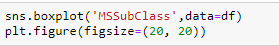 sns.boxplot('MSSubClass',data=df)
plt.figure(figsize=(20, 20))